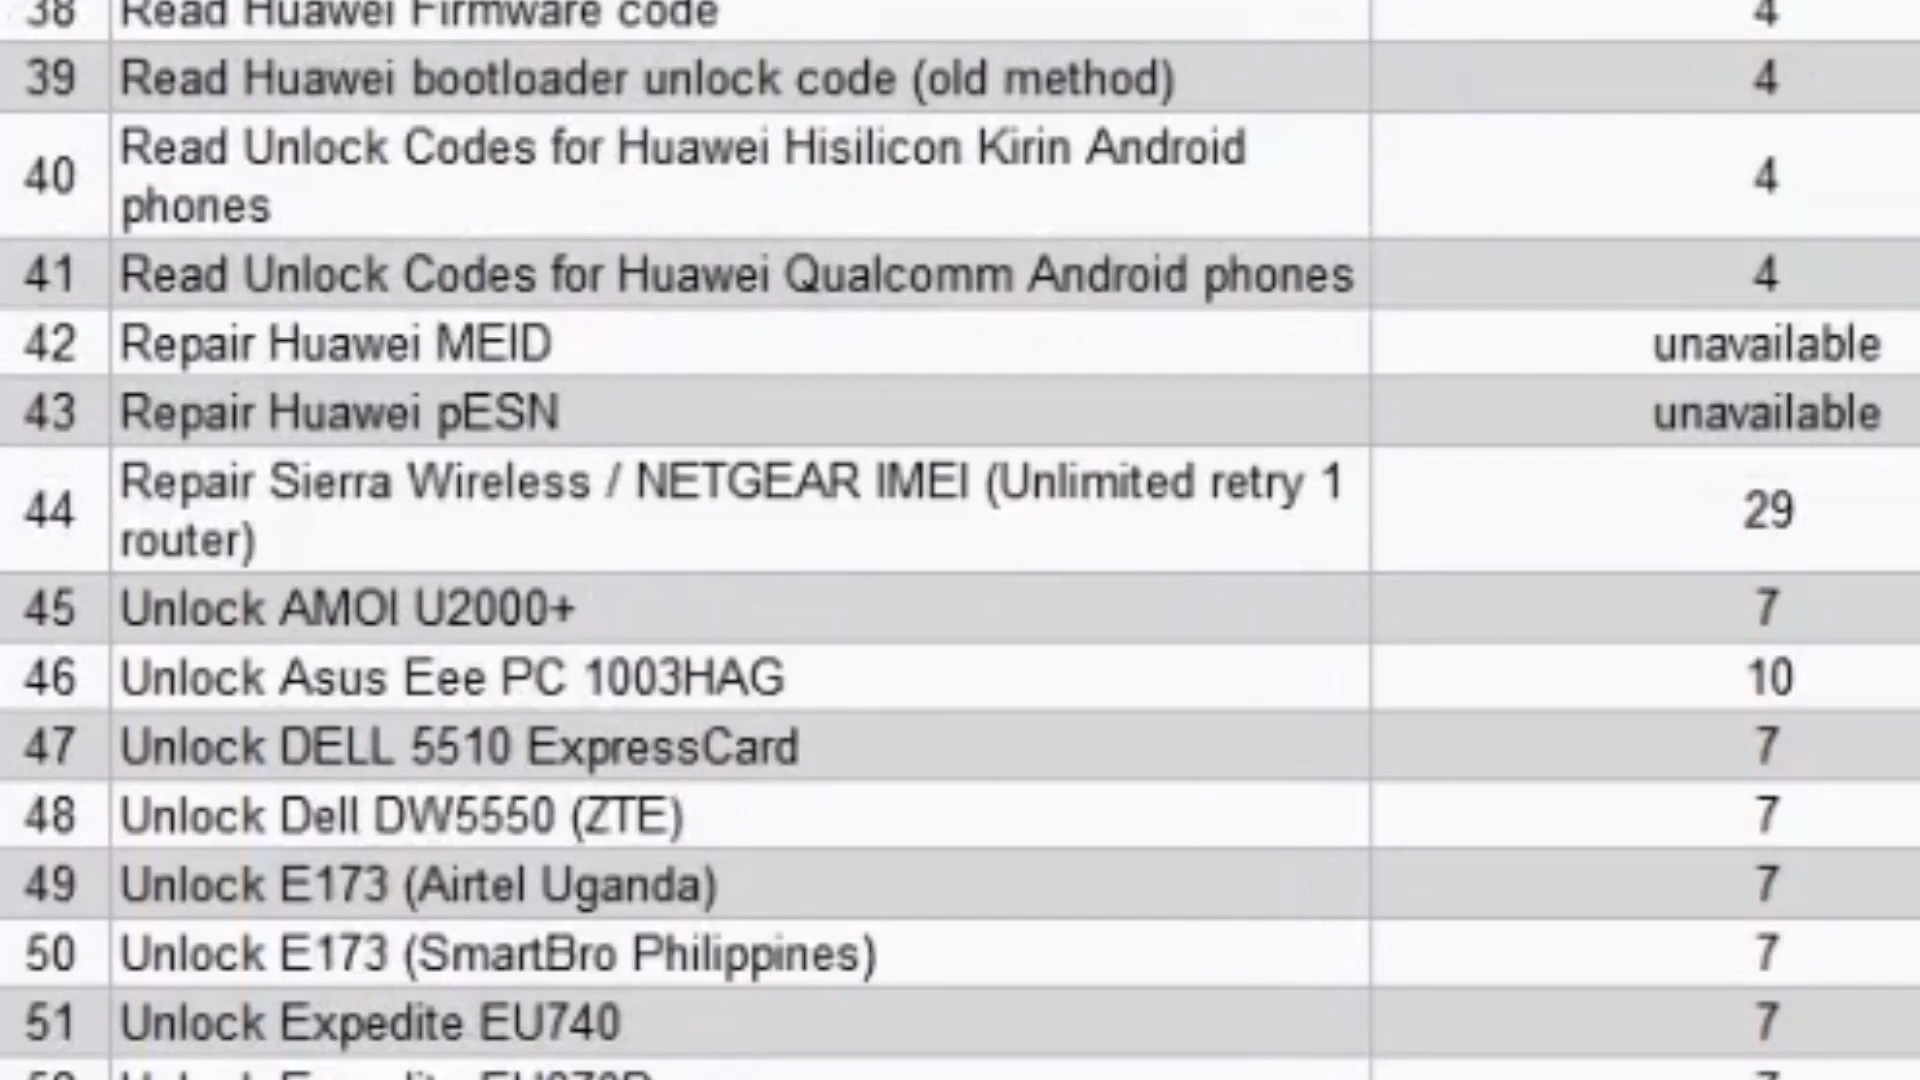 38 Read Huawei Firmware code 4
39 Read Huawei bootloader unlock code (old method) 4
40 Read Unlock Codes for Huawei Hisilicon Kirin Android
phones 4
41 Read Unlock Codes for Huawei Qualcomm Android phones 4
42 Repair Huawei MEID unavailable
43 Repair Huawei pESN unavailable
44 Repair Sierra Wireless / NETGEAR IMEI (Unlimited retry 1
router) 29
45 Unlock AMOI U2000+ 7
46 Unlock Asus Eee PC 1003HAG 10
47 Unlock DELL 5510 ExpressCard 7
48 Unlock Dell DW5550 (ZTE) 7
49 Unlock E173 (Airtel Uganda) 7
50 Unlock E173 (SmartBro Philippines) 7
51 Unlock Expedite EU740 7
Unlock Expedite